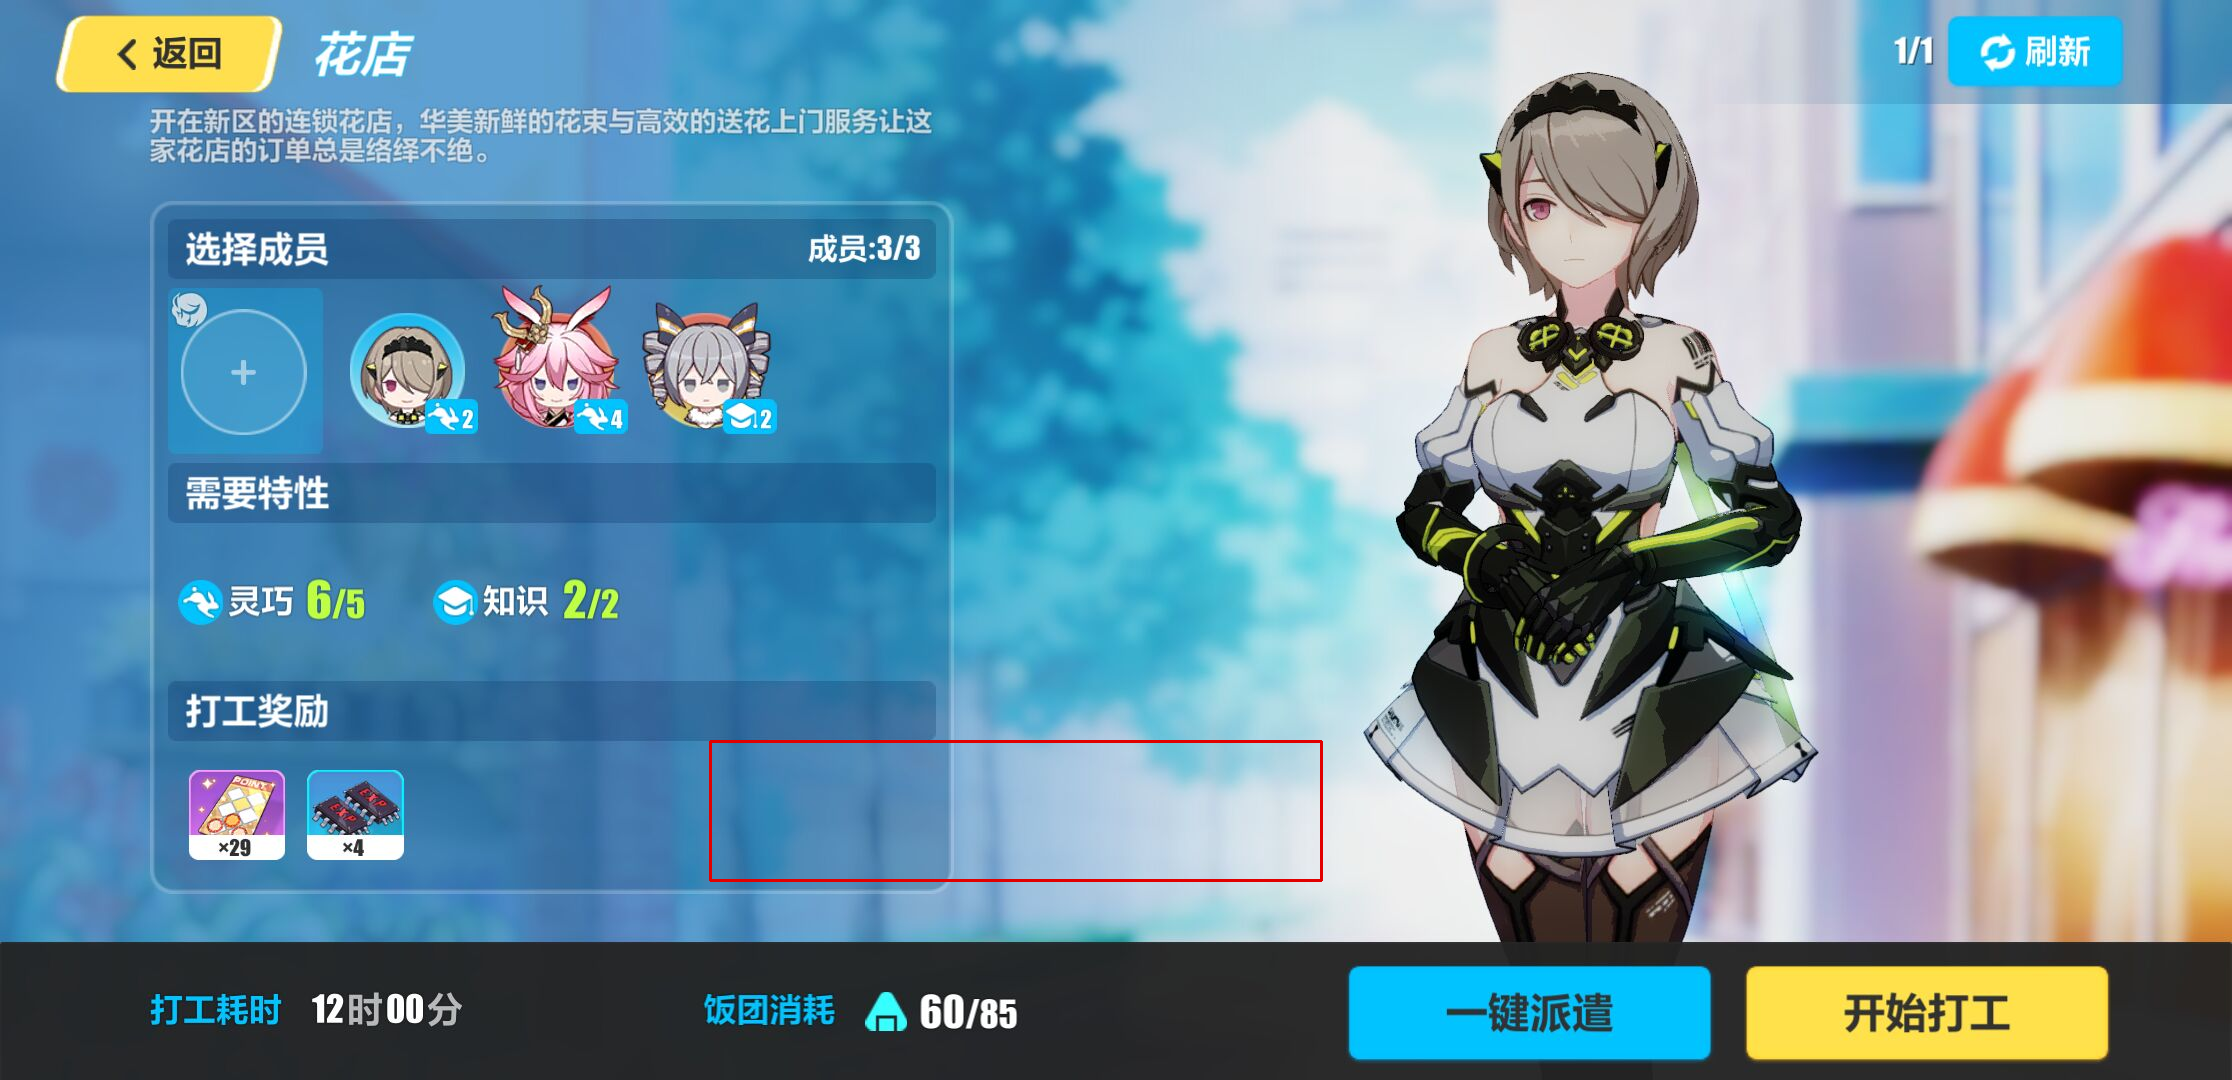 返回
花店
1/1
刷新
开在新区的连锁花店，华美新鲜的花束与高效的送花上门服务让这
家花店的订单总是络绎不绝。
选择成员
成员:3/3
2
4
2
需要特性
灵巧 6/5
知识 2/2
打工奖励
POINT
EXP
EXP
×29
×4
打工耗时 12时00分
饭团消耗 60/85
一键派遣
开始打工